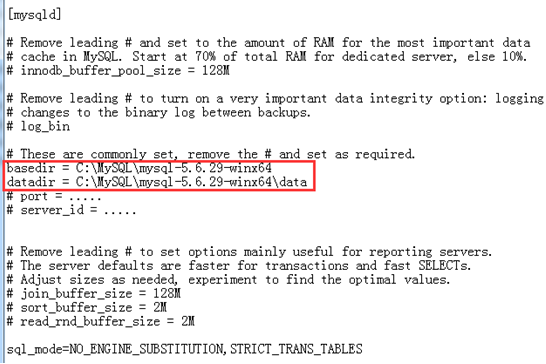 [mysqld]
# Remove leading # and set to the amount of RAM for the most important data
# cache in MySQL. Start at 70% of total RAM for dedicated server, else 10%.
# innodb_buffer_pool_size = 128M
# Remove leading # to turn on a very important data integrity option: logging
# changes to the binary log between backups.
# log_bin
# These are commonly set, remove the # and set as required.
basedir = C:\MySQL\mysql-5.6.29-winx64
datadir = C:\MySQL\mysql-5.6.29-winx64\data
# port = .....
# server_id = .....
# Remove leading # to set options mainly useful for reporting servers.
# The server defaults are faster for transactions and fast SELECTs.
# Adjust sizes as needed, experiment to find the optimal values.
# join_buffer_size = 128M
# sort_buffer_size = 2M
# read_rnd_buffer_size = 2M
sql_mode=NO_ENGINE_SUBSTITUTION,STRICT_TRANS_TABLES